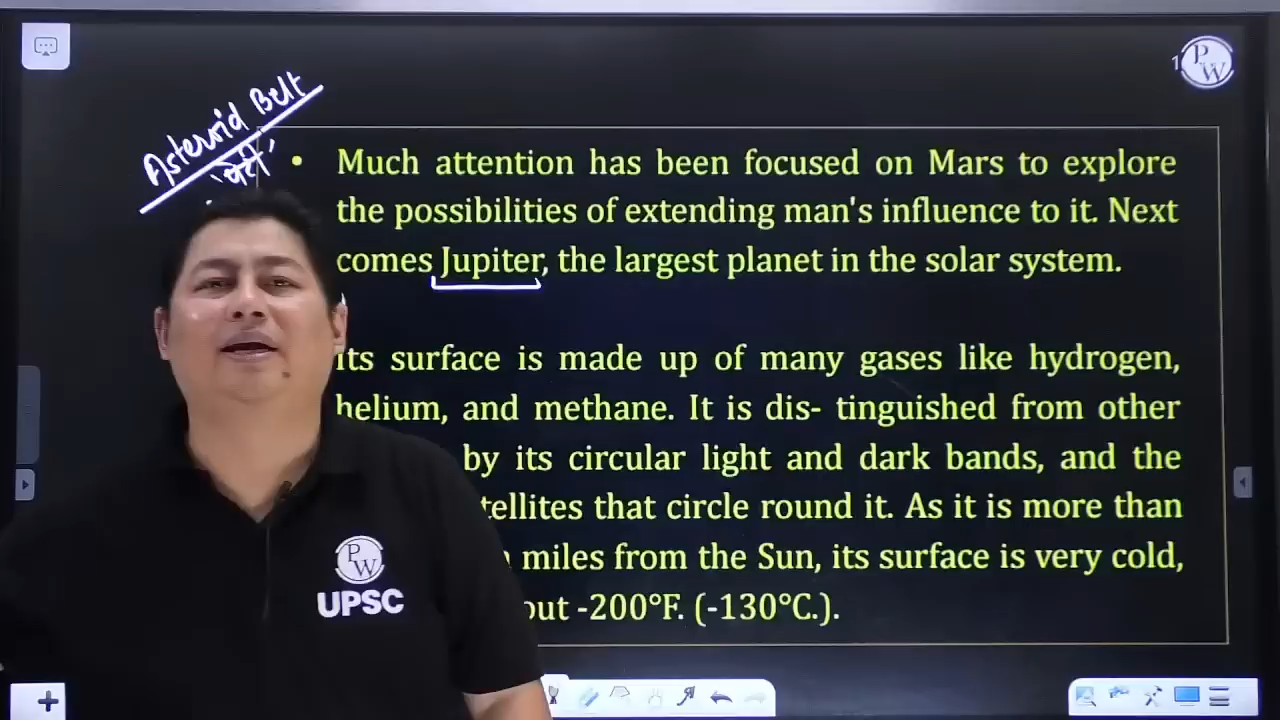 PW
Asteroid Belt
• Much attention has been focused on Mars to explore
the possibilities of extending man's influence to it. Next
comes Jupiter, the largest planet in the solar system.
Its surface is made up of many gases like hydrogen,
helium, and methane. It is dis- tinguished from other
by its circular light and dark bands, and the
tellites that circle round it. As it is more than
miles from the Sun, its surface is very cold,
out -200°F. (-130°C.).
PW
UPSC